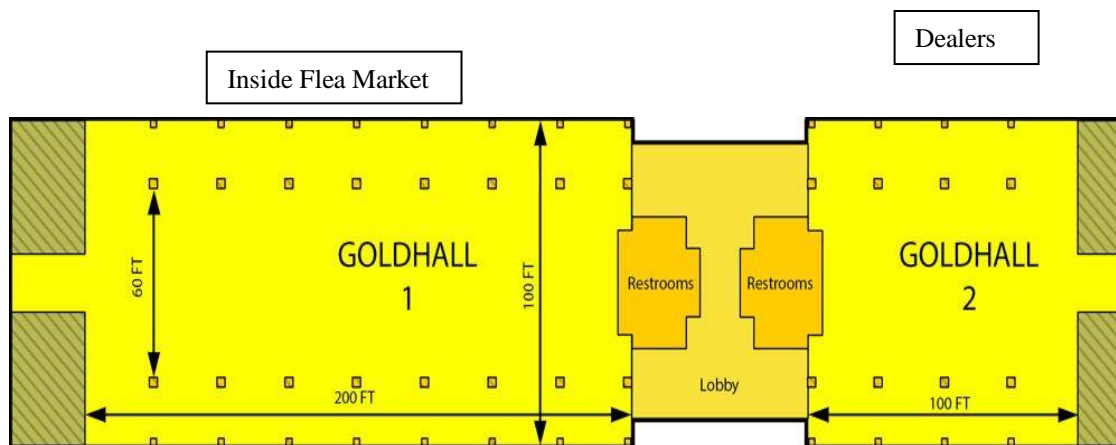 Dealers
Inside Flea Market
GOLDHALL
1
60 FT
100 FT
200 FT
Restrooms
Restrooms
Lobby
GOLDHALL
2
100 FT